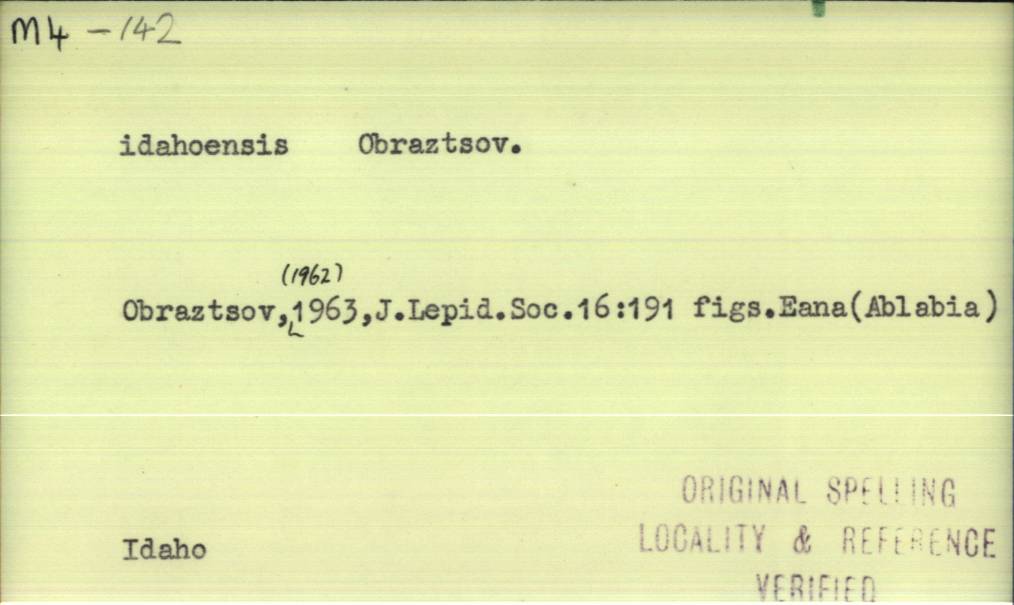 M4 - 142
idahoensis Obraztsov.
(1962)
Obraztsov, 1963, J.Lepid.Soc.16:191 figs.Eana(Ablabia)
Idaho
ORIGINAL SPELLING
LOCALITY & REFERENCE
VERIFIED